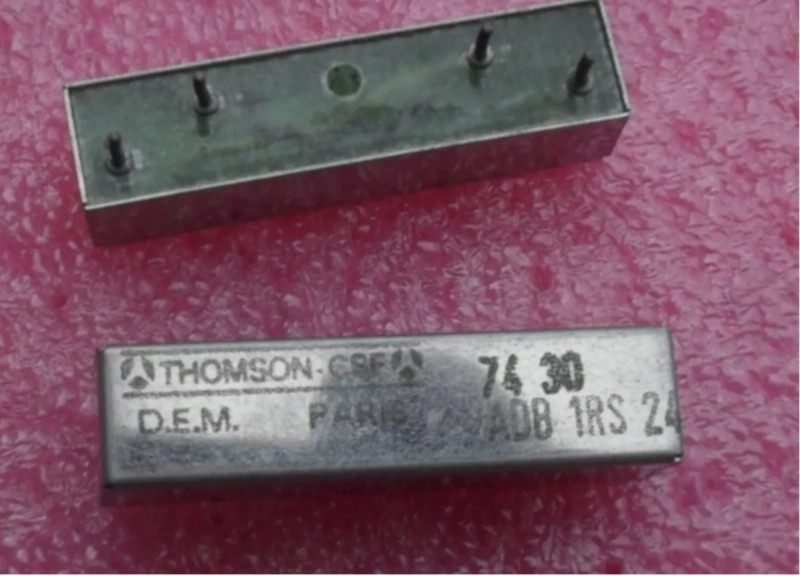 THOMSON-CSF 74 30
D.E.M. PARIS ADB 1RS 24